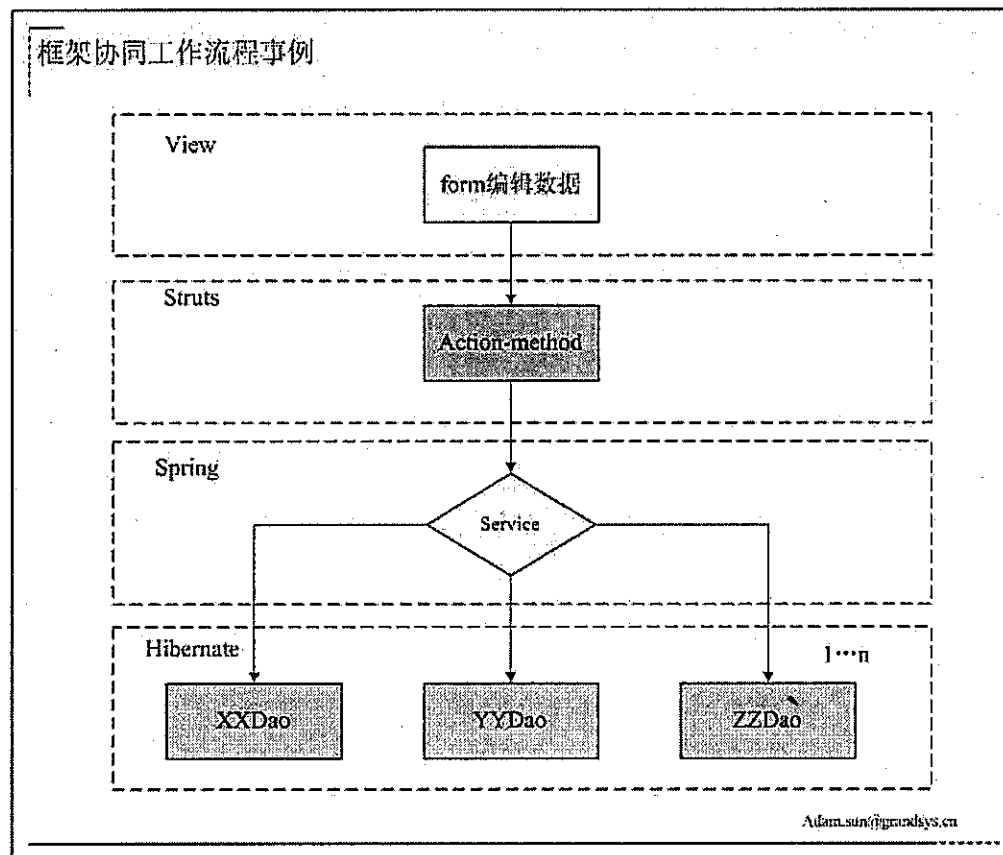 框架协同工作流程事例
View
form编辑数据
Struts
Action-method
Spring
Service
Hibernate
1…n
XXDao
YYDao
ZZDao
Adam.sun@grandsys.cn